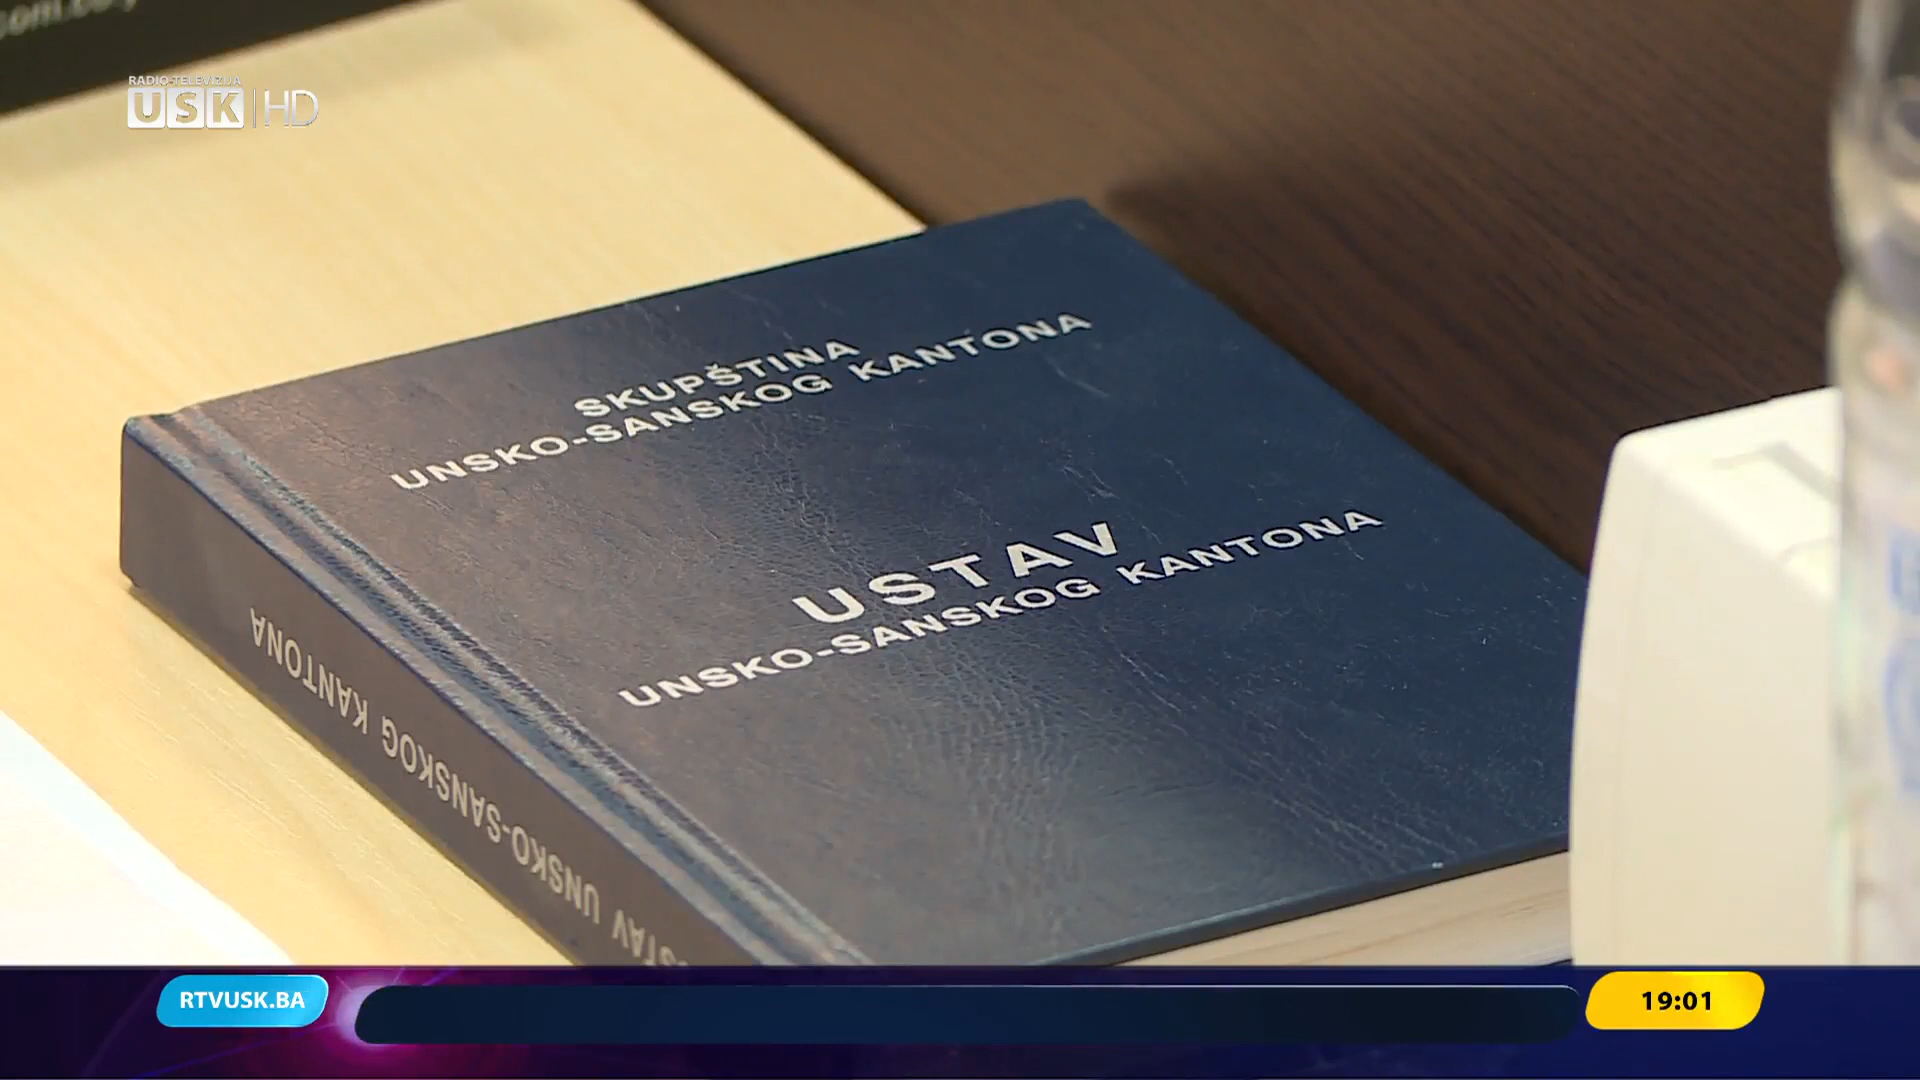 RADIO-TELEVIZIJA
USK HD
SKUPŠTINA
UNSKO-SANSKOG KANTONA
USTAV
UNSKO-SANSKOG KANTONA
USTAV UNSKO-SANSKOG KANTONA
RTVUSK.BA
19:01